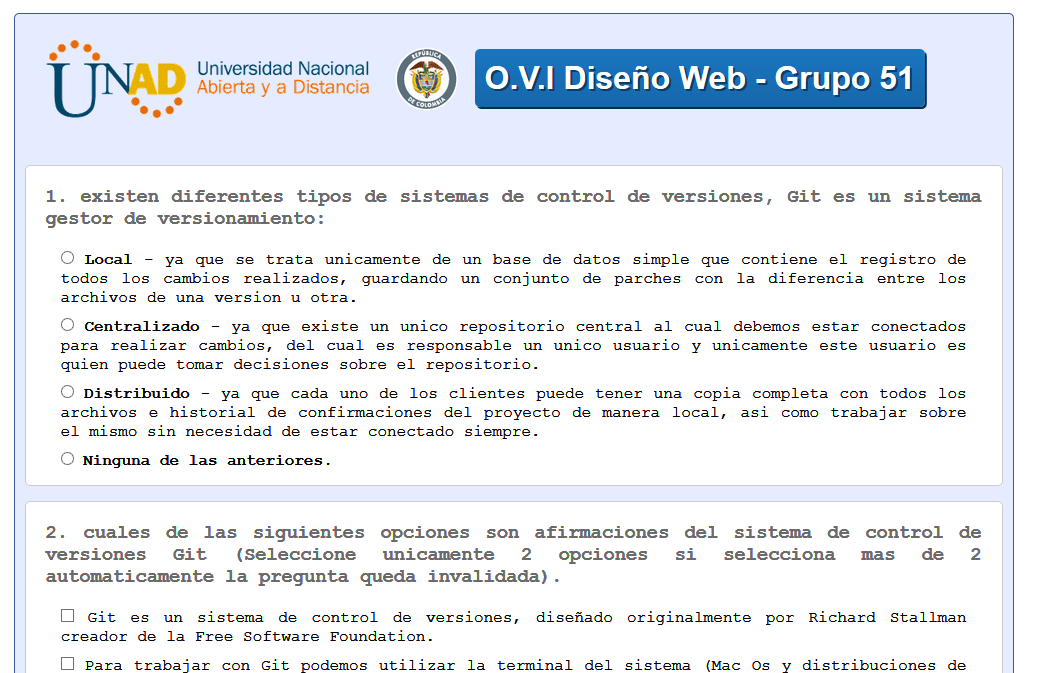 UNAD Universidad Nacional
Abierta y a Distancia
REPÚBLICA
DE COLOMBIA
O.V.I Diseño Web - Grupo 51
1. existen diferentes tipos de sistemas de control de versiones, Git es un sistema
gestor de versionamiento:
Local - ya que se trata unicamente de un base de datos simple que contiene el registro de
todos los cambios realizados, guardando un conjunto de parches con la diferencia entre los
archivos de una version u otra.
Centralizado - ya que existe un unico repositorio central al cual debemos estar conectados
para realizar cambios, del cual es responsable un unico usuario y unicamente este usuario es
quien puede tomar decisiones sobre el repositorio.
Distribuido - ya que cada uno de los clientes puede tener una copia completa con todos los
archivos e historial de confirmaciones del proyecto de manera local, asi como trabajar sobre
el mismo sin necesidad de estar conectado siempre.
Ninguna de las anteriores.
2. cuales de las siguientes opciones son afirmaciones del sistema de control de
versiones Git (Seleccione unicamente 2 opciones si selecciona mas de 2
automaticamente la pregunta queda invalidada).
Git es un sistema de control de versiones, diseñado originalmente por Richard Stallman
creador de la Free Software Foundation.
Para trabajar con Git podemos utilizar la terminal del sistema (Mac Os y distribuciones de